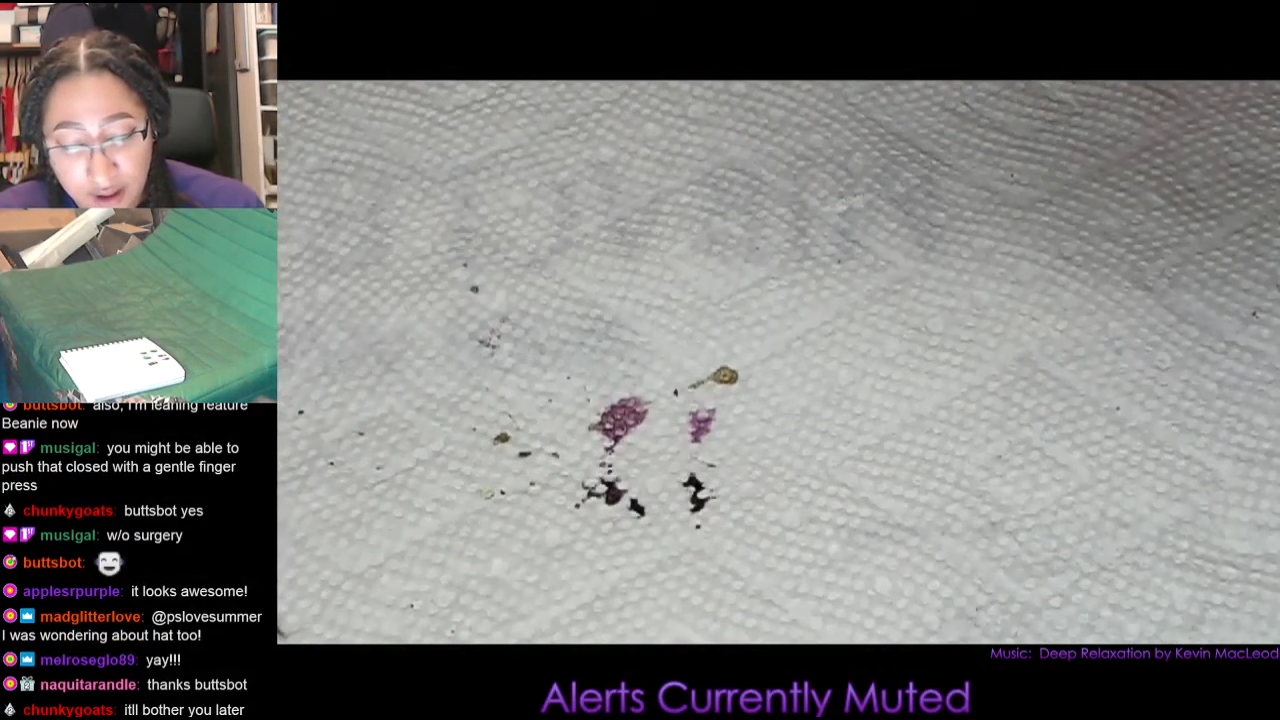 buttsbot: also, I'm leaning feature
Beanie now
musigal: you might be able to
push that closed with a gentle finger
press
chunkygoats: buttsbot yes
musigal: w/o surgery
buttsbot:
applesrpurple: it looks awesome!
madglitterlove: @pslovesummer
I was wondering about hat too!
melroseglo89: yay!!!
naquitarandle: thanks buttsbot
chunkygoats: itll bother you later
Music: Deep Relaxation by Kevin MacLeod
Alerts Currently Muted